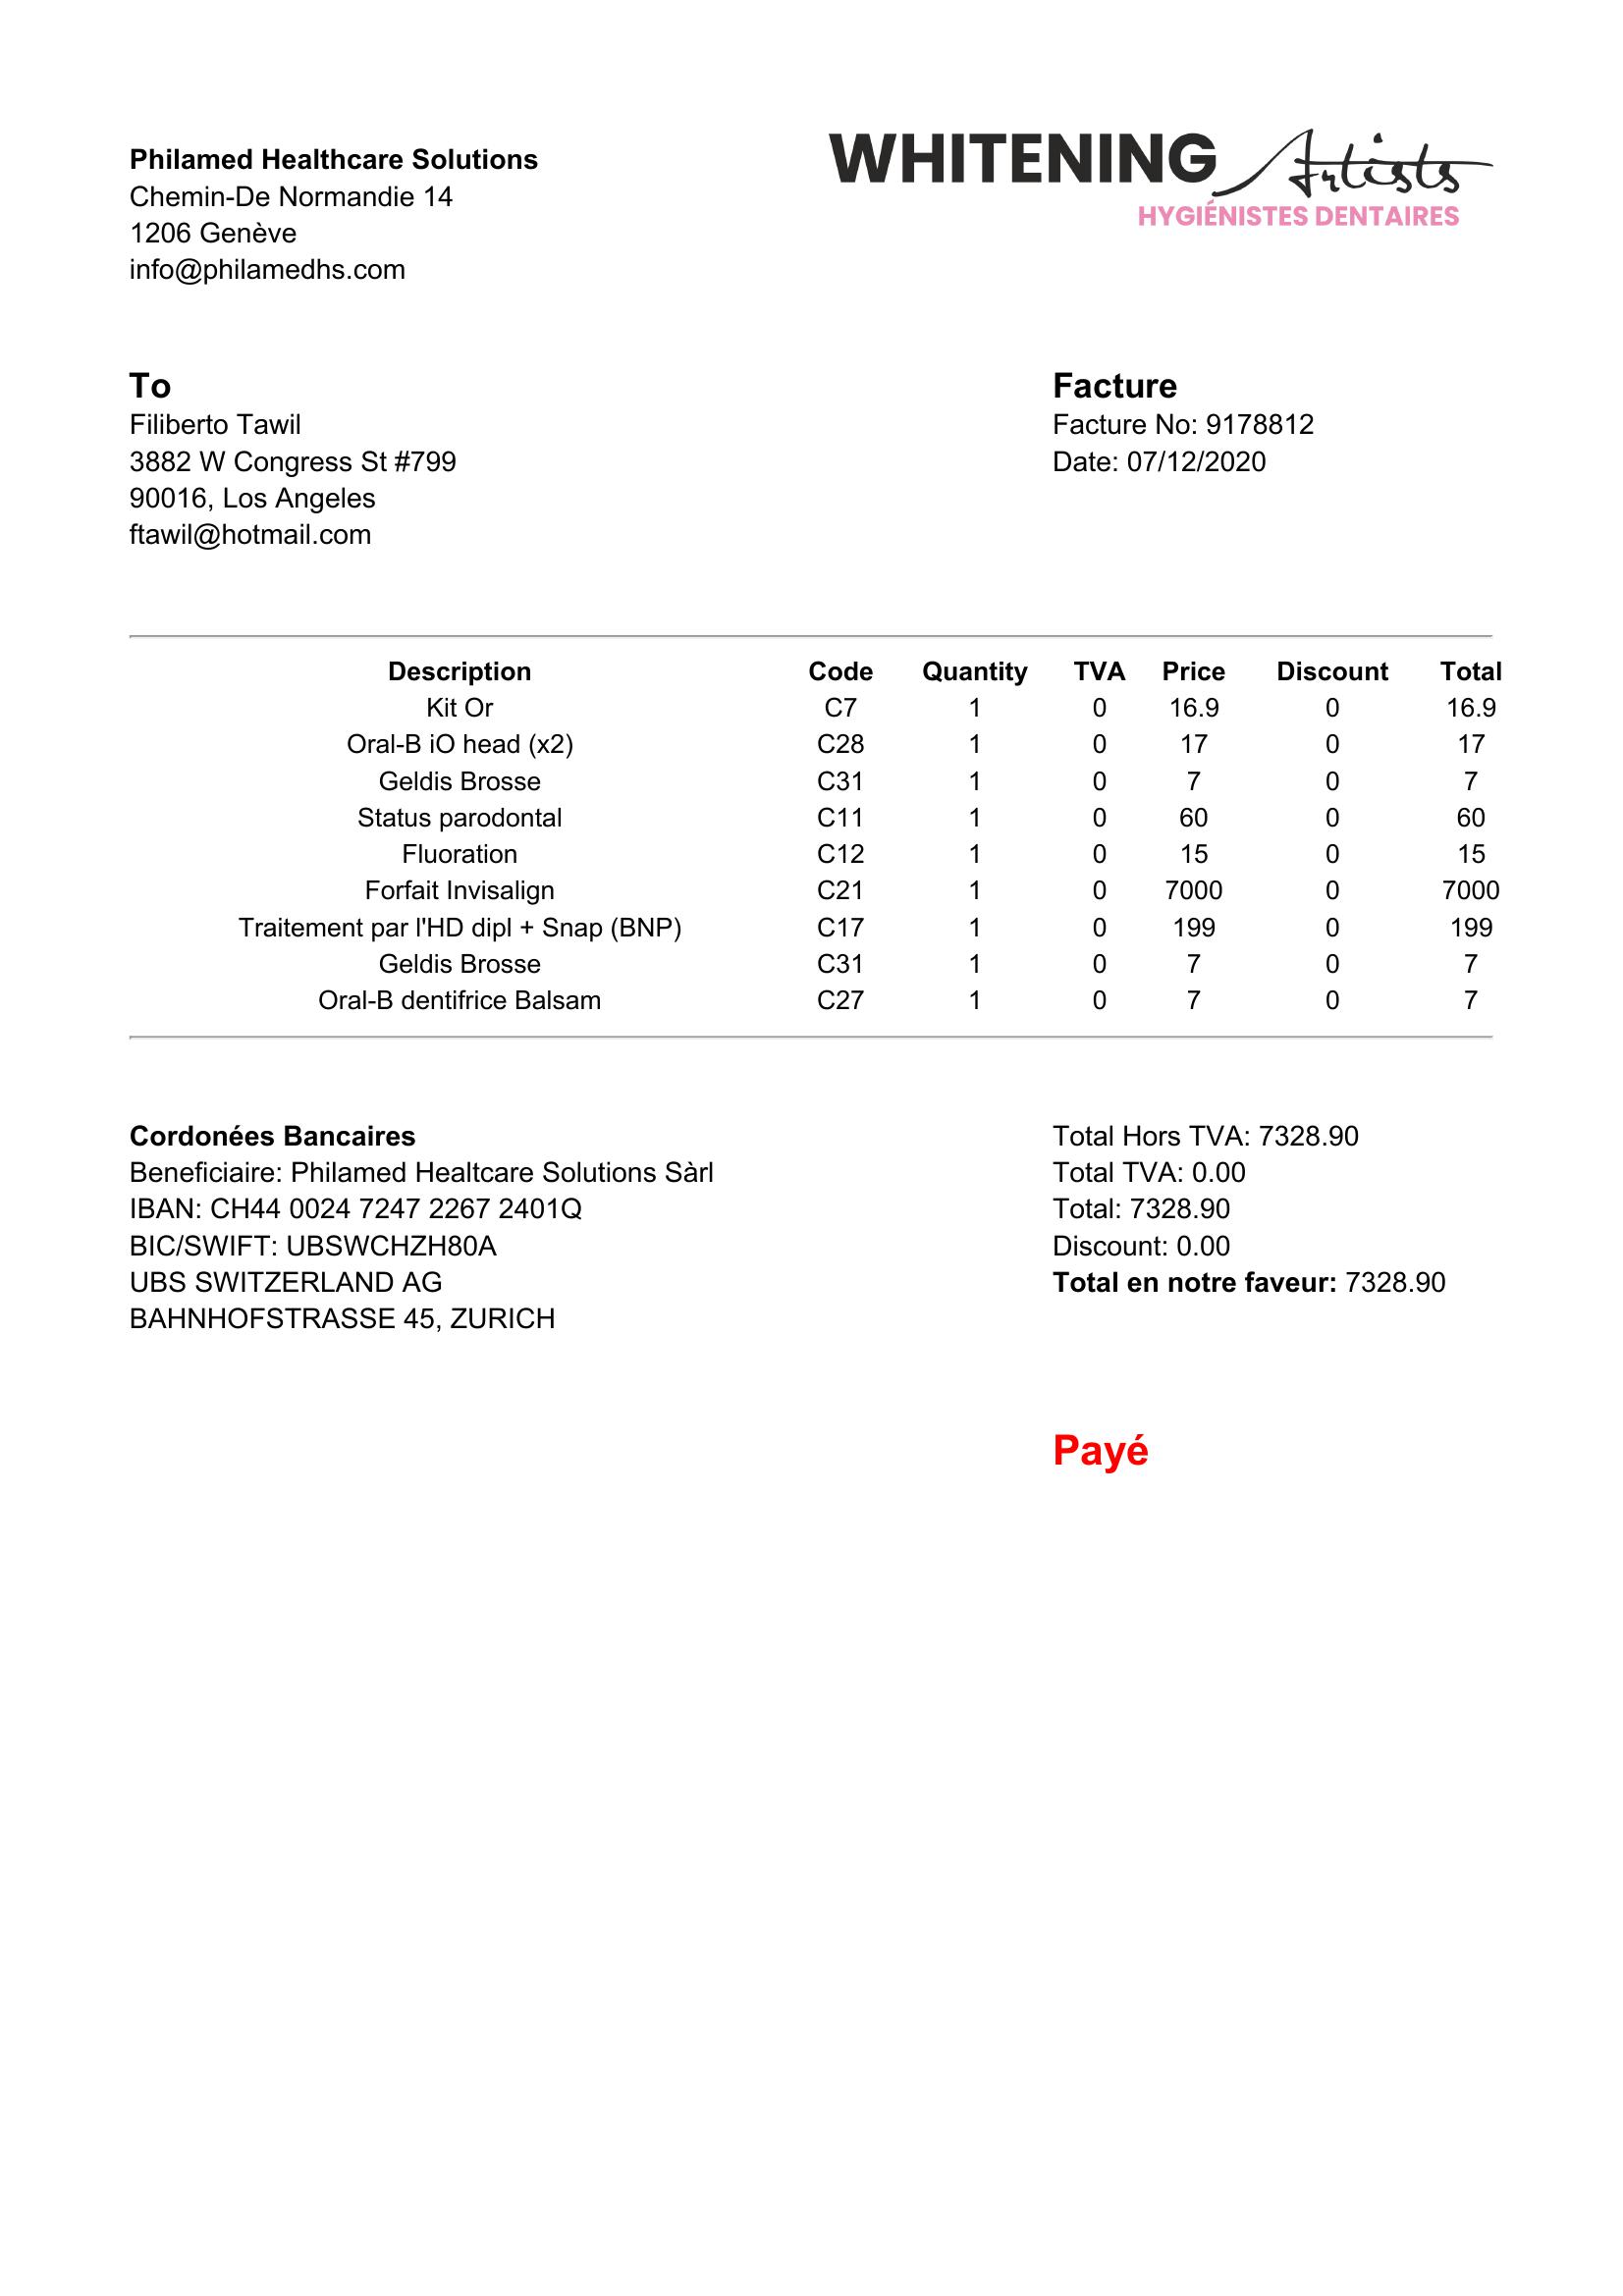 Philamed Healthcare Solutions
Chemin-De Normandie 14
1206 Genève
info@philamedhs.com
WHITENING Artists
HYGIÉNISTES DENTAIRES
To
Filiberto Tawil
3882 W Congress St #799
90016, Los Angeles
ftawil@hotmail.com
Facture
Facture No: 9178812
Date: 07/12/2020
Description Code Quantity TVA Price Discount Total
Kit Or C7 1 0 16.9 0 16.9
Oral-B iO head (x2) C28 1 0 17 0 17
Geldis Brosse C31 1 0 7 0 7
Status parodontal C11 1 0 60 0 60
Fluoration C12 1 0 15 0 15
Forfait Invisalign C21 1 0 7000 0 7000
Traitement par l'HD dipl + Snap (BNP) C17 1 0 199 0 199
Geldis Brosse C31 1 0 7 0 7
Oral-B dentifrice Balsam C27 1 0 7 0 7
Cordonées Bancaires
Beneficiaire: Philamed Healtcare Solutions Sàrl
IBAN: CH44 0024 7247 2267 2401Q
BIC/SWIFT: UBSWCHZH80A
UBS SWITZERLAND AG
BAHNHOFSTRASSE 45, ZURICH
Total Hors TVA: 7328.90
Total TVA: 0.00
Total: 7328.90
Discount: 0.00
Total en notre faveur: 7328.90
Payé